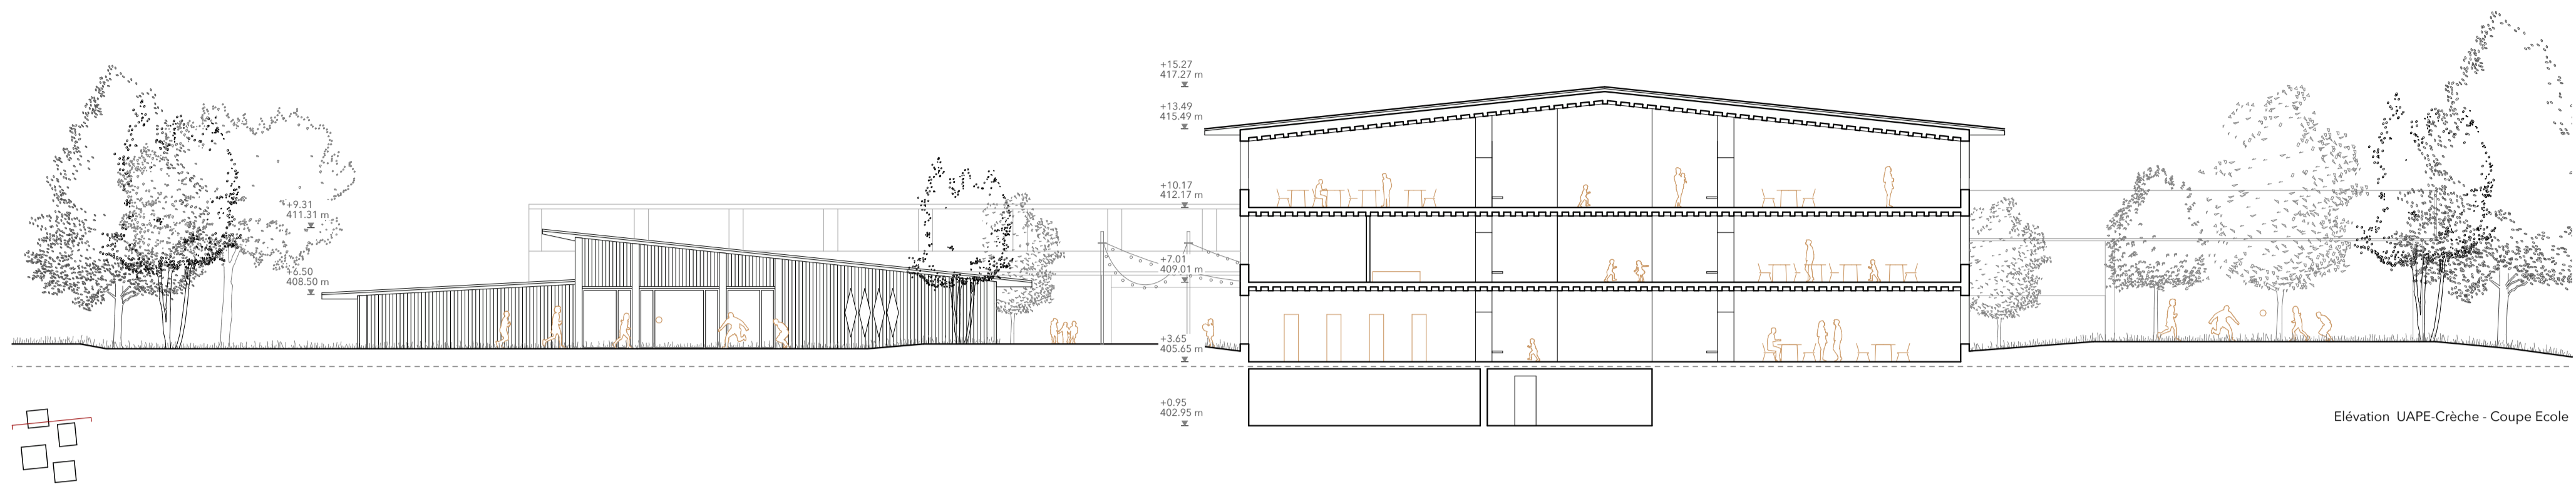 +15.27
417.27 m
+13.49
415.49 m
+10.17
412.17 m
+9.31
411.31 m
+7.01
409.01 m
+6.50
408.50 m
+3.65
405.65 m
+0.95
402.95 m
Elévation UAPE-Crèche - Coupe Ecole